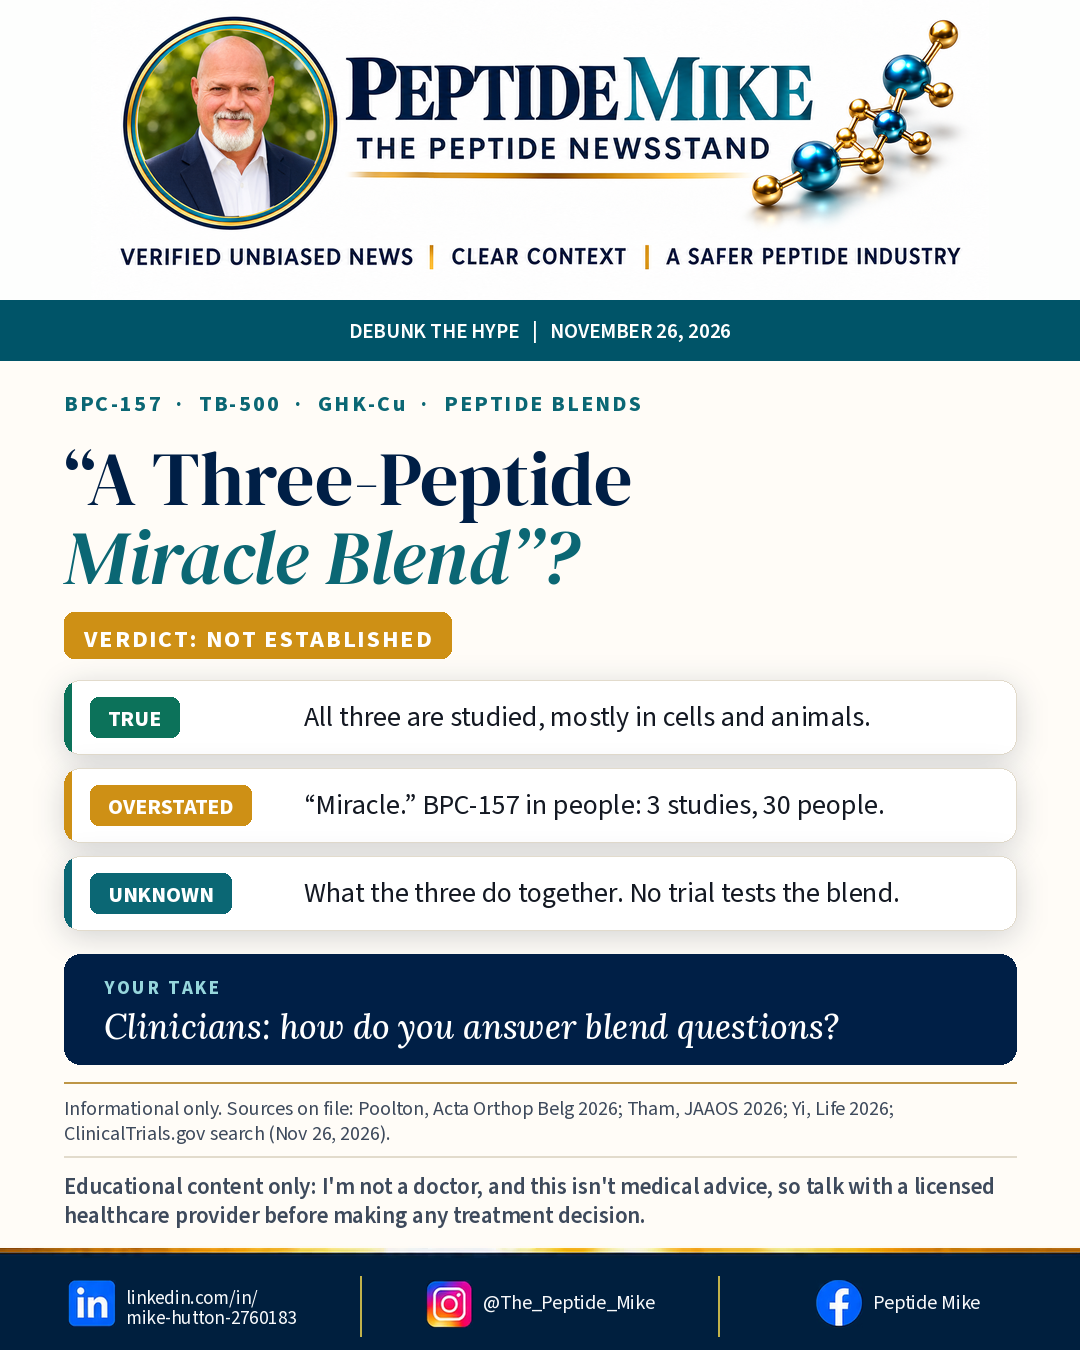 PEPTIDEMIKE
THE PEPTIDE NEWSSTAND
VERIFIED UNBIASED NEWS | CLEAR CONTEXT | A SAFER PEPTIDE INDUSTRY
DEBUNK THE HYPE | NOVEMBER 26, 2026
BPC-157 · TB-500 · GHK-Cu · PEPTIDE BLENDS
“A Three-Peptide
Miracle Blend”?
VERDICT: NOT ESTABLISHED
TRUE All three are studied, mostly in cells and animals.
OVERSTATED “Miracle.” BPC-157 in people: 3 studies, 30 people.
UNKNOWN What the three do together. No trial tests the blend.
YOUR TAKE
Clinicians: how do you answer blend questions?
Informational only. Sources on file: Poolton, Acta Orthop Belg 2026; Tham, JAAOS 2026; Yi, Life 2026;
ClinicalTrials.gov search (Nov 26, 2026).
Educational content only: I'm not a doctor, and this isn't medical advice, so talk with a licensed
healthcare provider before making any treatment decision.
in linkedin.com/in/
mike-hutton-2760183
@The_Peptide_Mike
f Peptide Mike